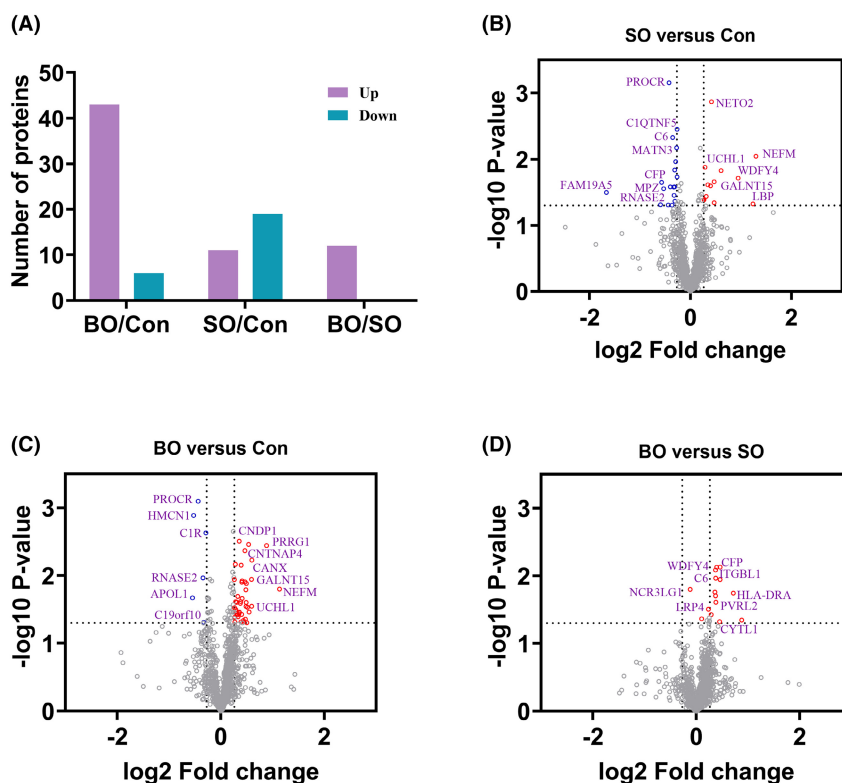 (A)
Number of proteins
50
40
30
20
10
0
Up
Down
BO/Con
SO/Con
BO/SO
(B)
SO versus Con
-log10 P-value
3
2
1
0
PROCR
NETO2
C1QTNF5
C6
MATN3
UCHL1
NEFM
CFP
WDFY4
FAM19A5
MPZ
GALNT15
RNASE2
LBP
-2
0
2
log2 Fold change
(C)
BO versus Con
-log10 P-value
3
2
1
0
PROCR
HMCN1
C1R
CNDP1
PRRG1
CNTNAP4
CANX
RNASE2
GALNT15
APOL1
NEFM
C19orf10
UCHL1
-2
0
2
log2 Fold change
(D)
BO versus SO
-log10 P-value
3
2
1
0
WDFY4
CFP
C6
ITGBL1
NCR3LG1
HLA-DRA
LRP4
PVRL2
CYTL1
-2
0
2
log2 Fold change